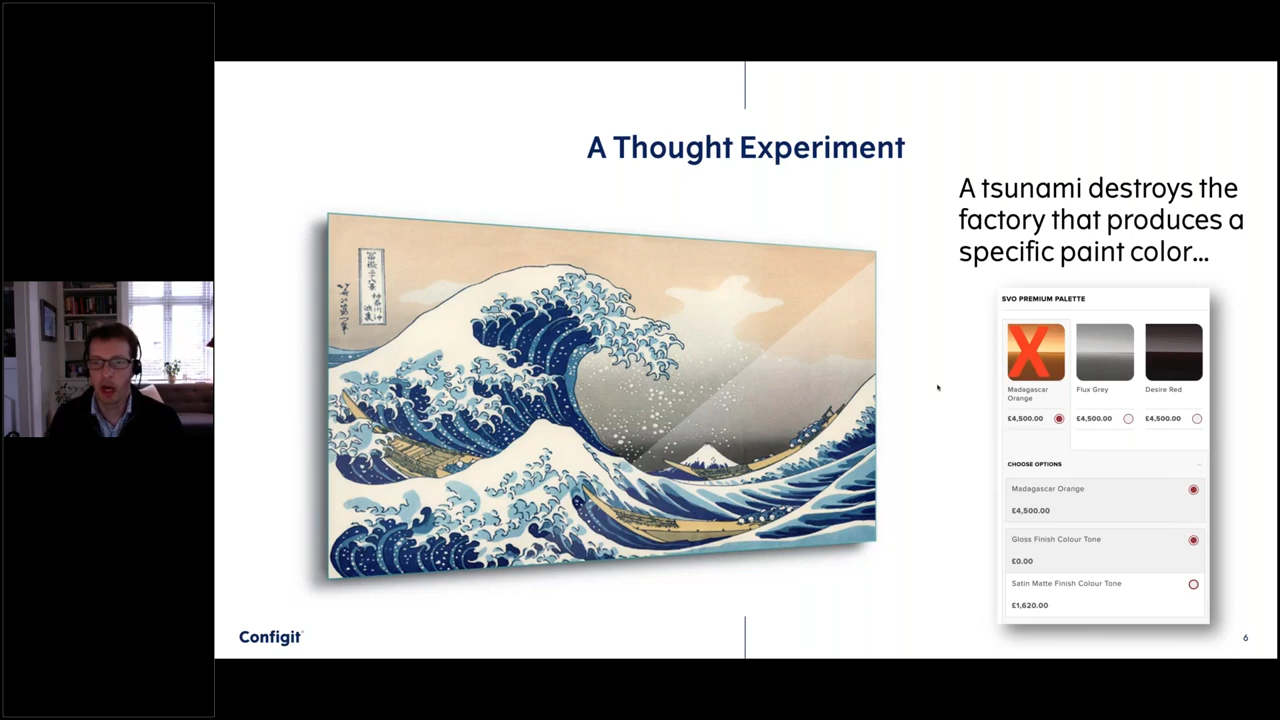 A Thought Experiment
A tsunami destroys the
factory that produces a
specific paint color...
SVO PREMIUM PALETTE
X
Madagascar
Orange
Flux Grey
Desire Red
£4,500.00
£4,500.00
£4,500.00
CHOOSE OPTIONS
Madagascar Orange
£4,500.00
Gloss Finish Colour Tone
£0.00
Satin Matte Finish Colour Tone
£1,620.00
Configit
6